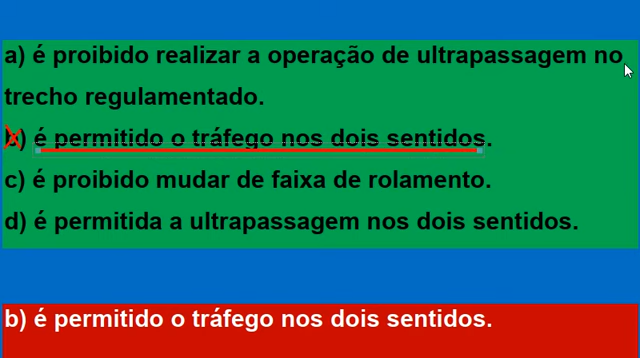 a) é proibido realizar a operação de ultrapassagem no
trecho regulamentado.
b) é permitido o tráfego nos dois sentidos.
c) é proibido mudar de faixa de rolamento.
d) é permitida a ultrapassagem nos dois sentidos.
b) é permitido o tráfego nos dois sentidos.